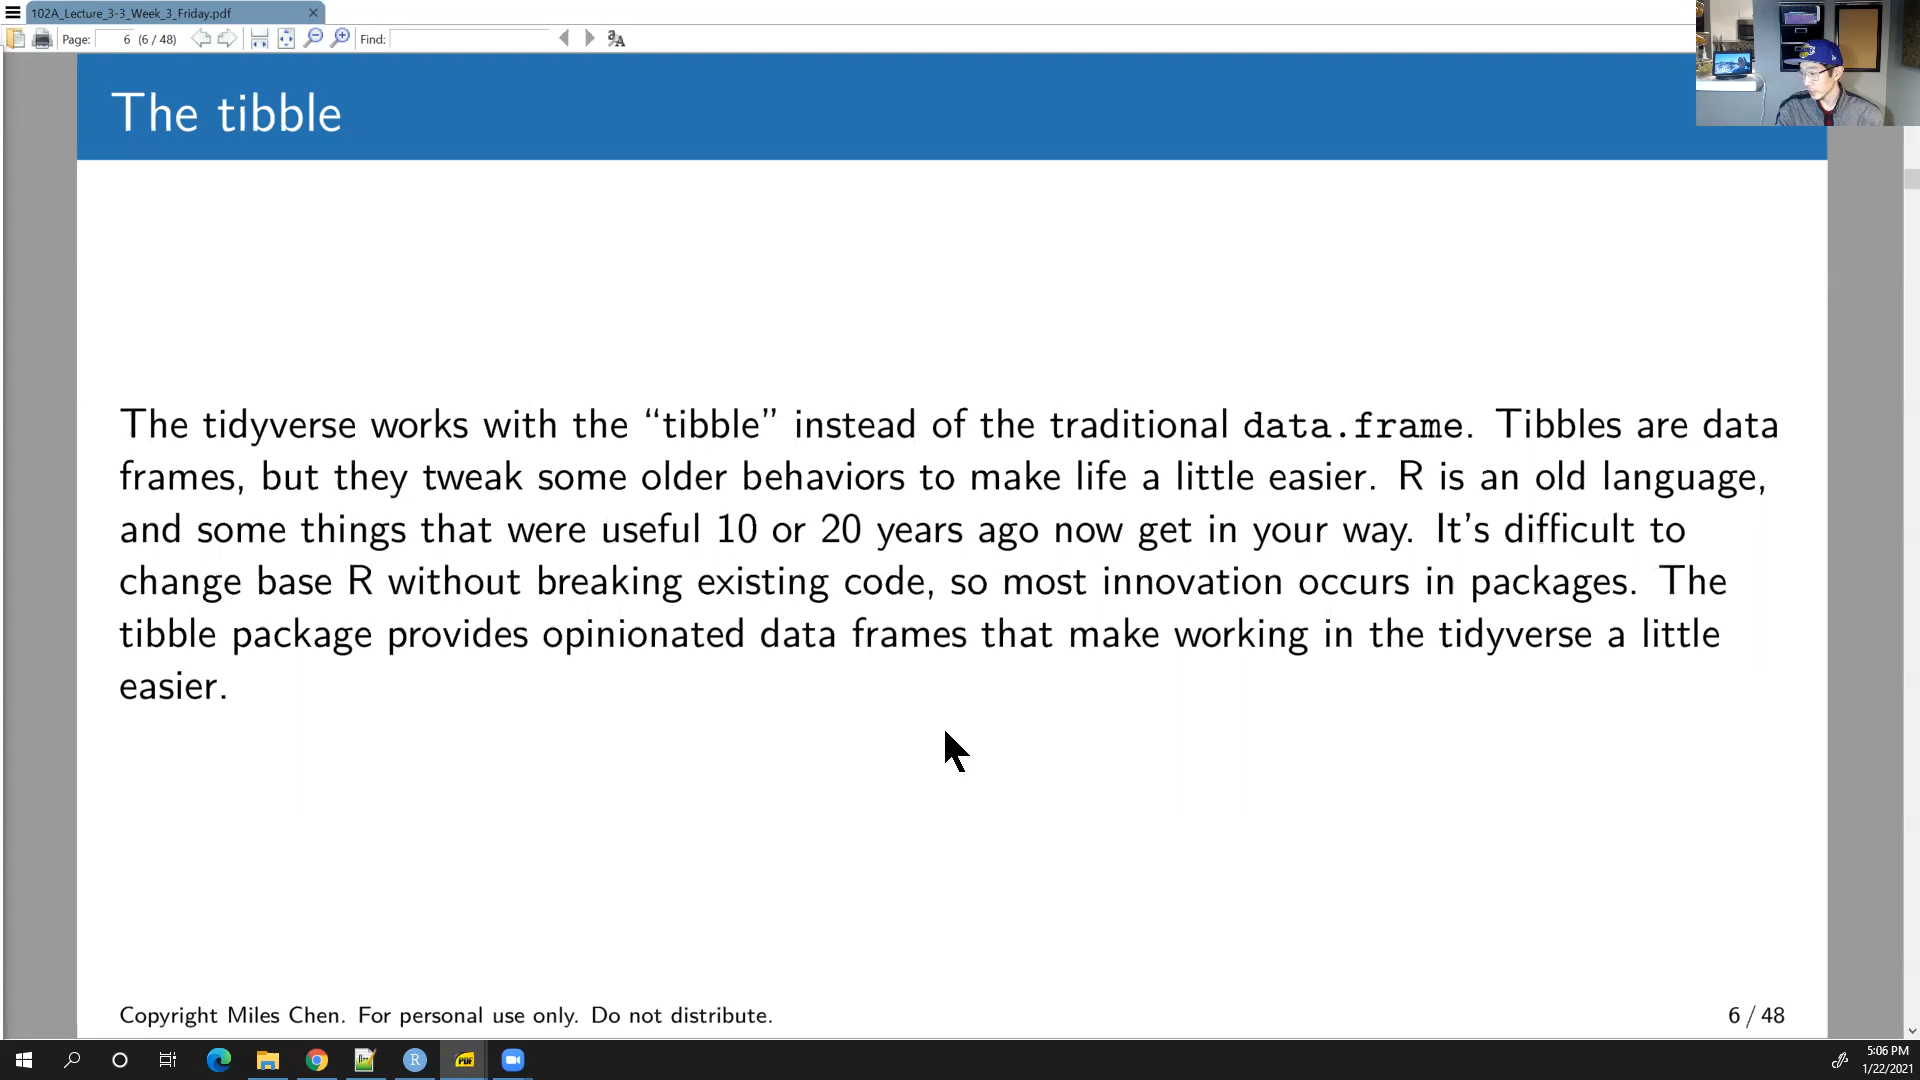 102A_Lecture_3-3_Week_3_Friday.pdf
Page: 6 (6 / 48) Find:
The tibble
The tidyverse works with the “tibble” instead of the traditional data.frame. Tibbles are data
frames, but they tweak some older behaviors to make life a little easier. R is an old language,
and some things that were useful 10 or 20 years ago now get in your way. It’s difficult to
change base R without breaking existing code, so most innovation occurs in packages. The
tibble package provides opinionated data frames that make working in the tidyverse a little
easier.
Copyright Miles Chen. For personal use only. Do not distribute.
6 / 48
R
PDF
5:06 PM
1/22/2021